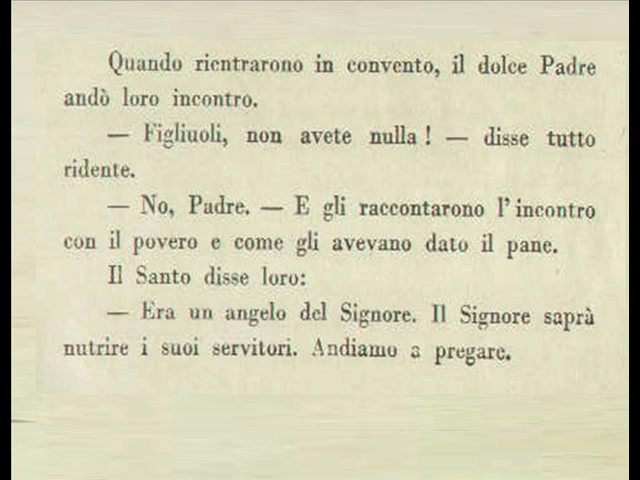 Quando rientrarono in convento, il dolce Padre
andò loro incontro.
— Figliuoli, non avete nulla! — disse tutto
ridente.
— No, Padre. — E gli raccontarono l'incontro
con il povero e come gli avevano dato il pane.
Il Santo disse loro:
— Era un angelo del Signore. Il Signore saprà
nutrire i suoi servitori. Andiamo a pregare.